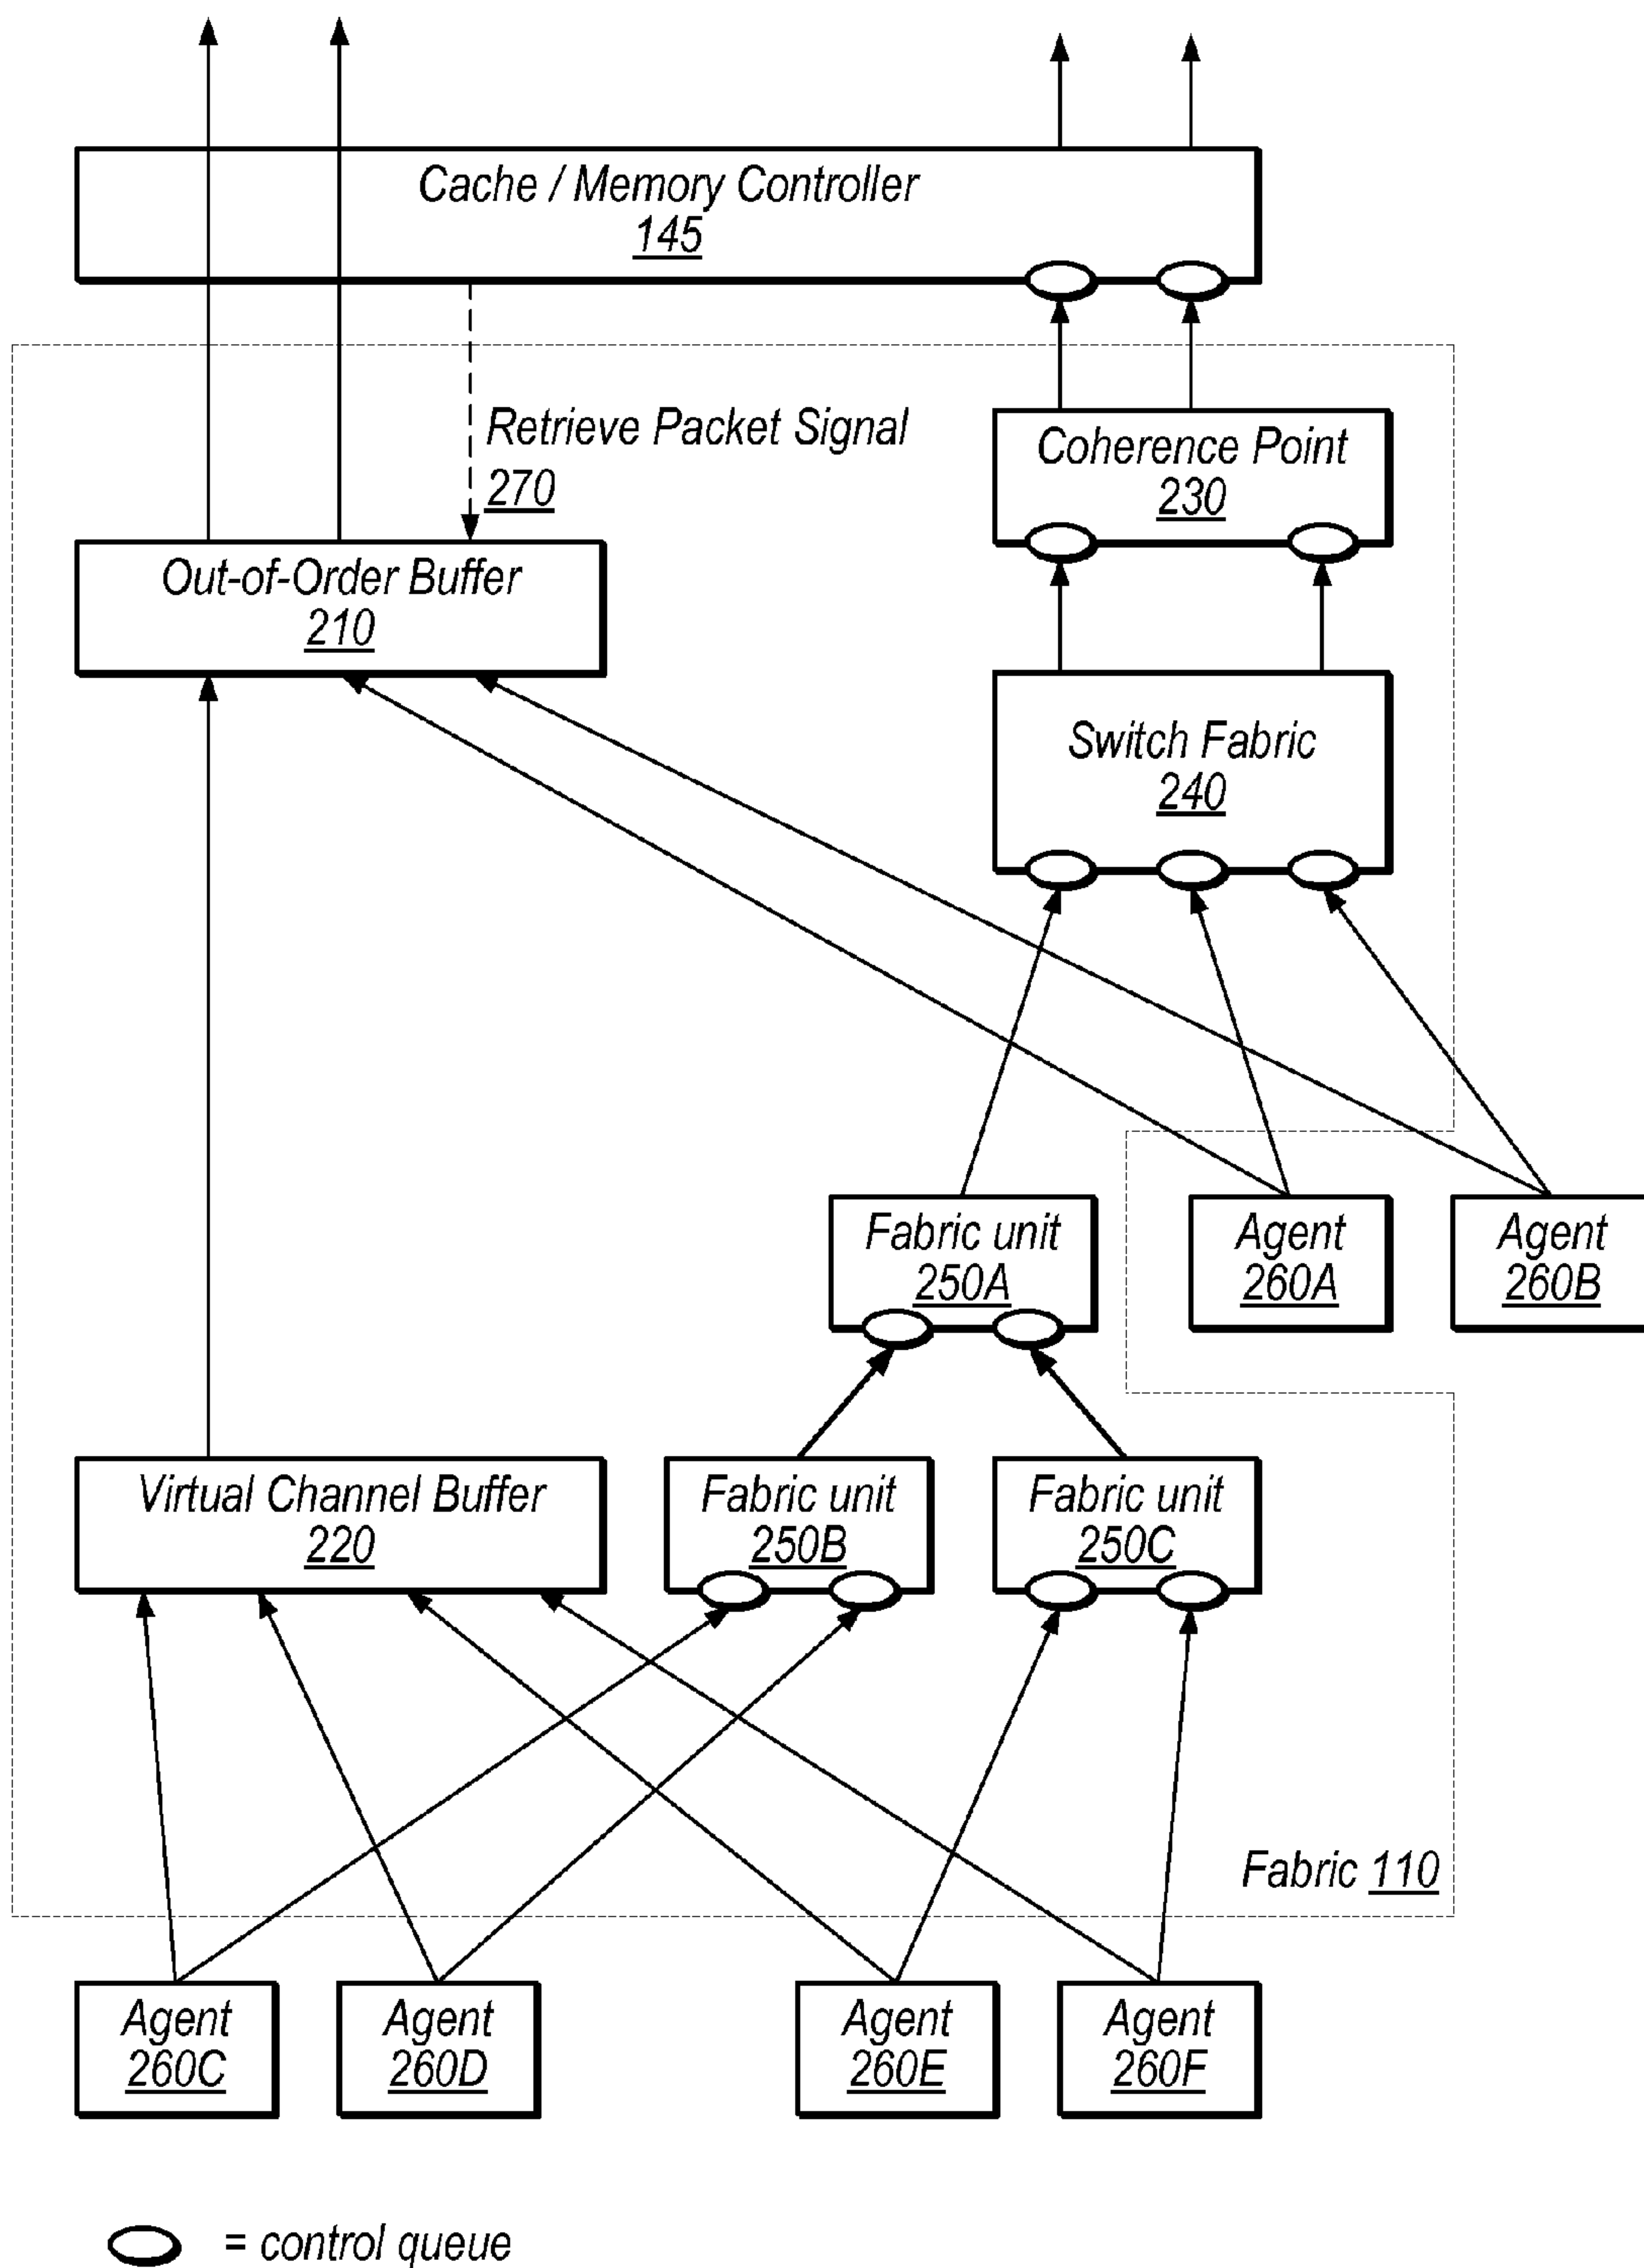 Cache / Memory Controller
145
Retrieve Packet Signal
270
Coherence Point
230
Out-of-Order Buffer
210
Switch Fabric
240
Fabric unit
250A
Agent
260A
Agent
260B
Virtual Channel Buffer
220
Fabric unit
250B
Fabric unit
250C
Fabric 110
Agent
260C
Agent
260D
Agent
260E
Agent
260F
= control queue